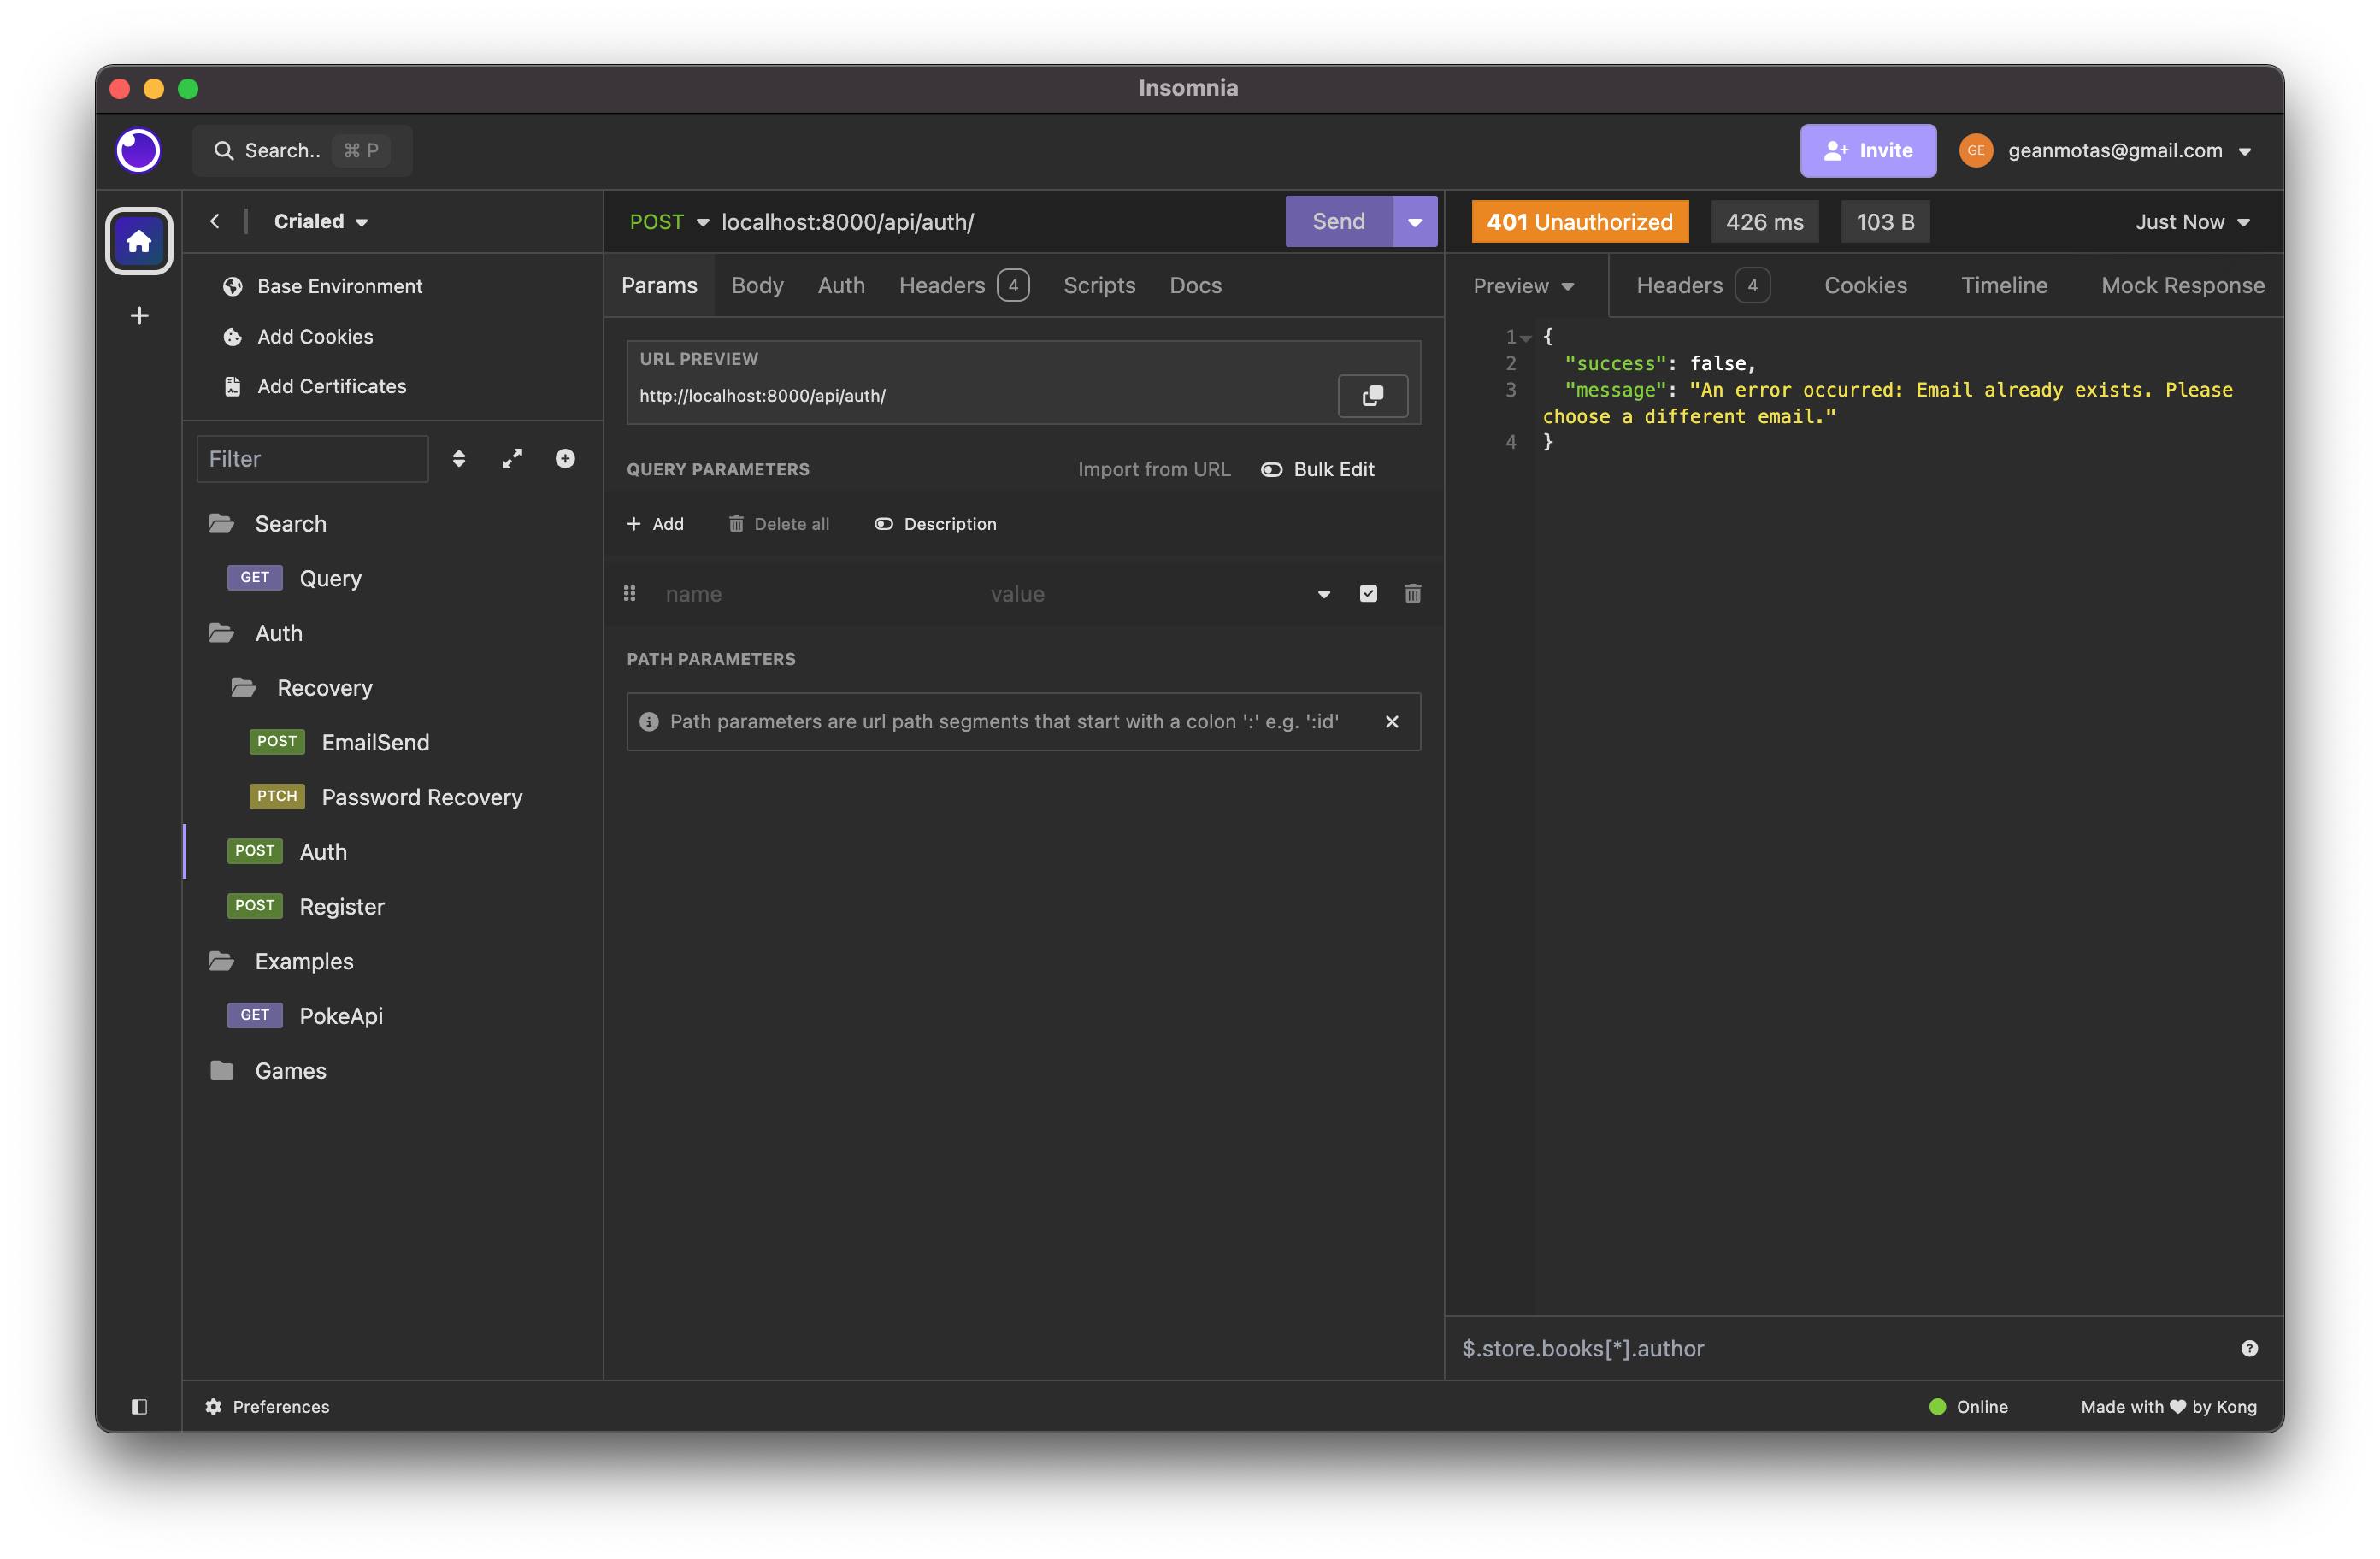 Insomnia
Search.. ⌘ P
Invite
GE geanmotas@gmail.com
Crialed
Base Environment
Add Cookies
Add Certificates
Filter
Search
GET Query
Auth
Recovery
POST EmailSend
PTCH Password Recovery
POST Auth
POST Register
Examples
GET PokeApi
Games
POST localhost:8000/api/auth/ Send
Params Body Auth Headers 4 Scripts Docs
URL PREVIEW
http://localhost:8000/api/auth/
QUERY PARAMETERS Import from URL Bulk Edit
+ Add Delete all Description
name value
PATH PARAMETERS
Path parameters are url path segments that start with a colon ':' e.g. ':id'
401 Unauthorized 426 ms 103 B Just Now
Preview Headers 4 Cookies Timeline Mock Response
1 {
2 "success": false,
3 "message": "An error occurred: Email already exists. Please
choose a different email."
4 }
$.store.books[*].author
Preferences
Online Made with ♥ by Kong